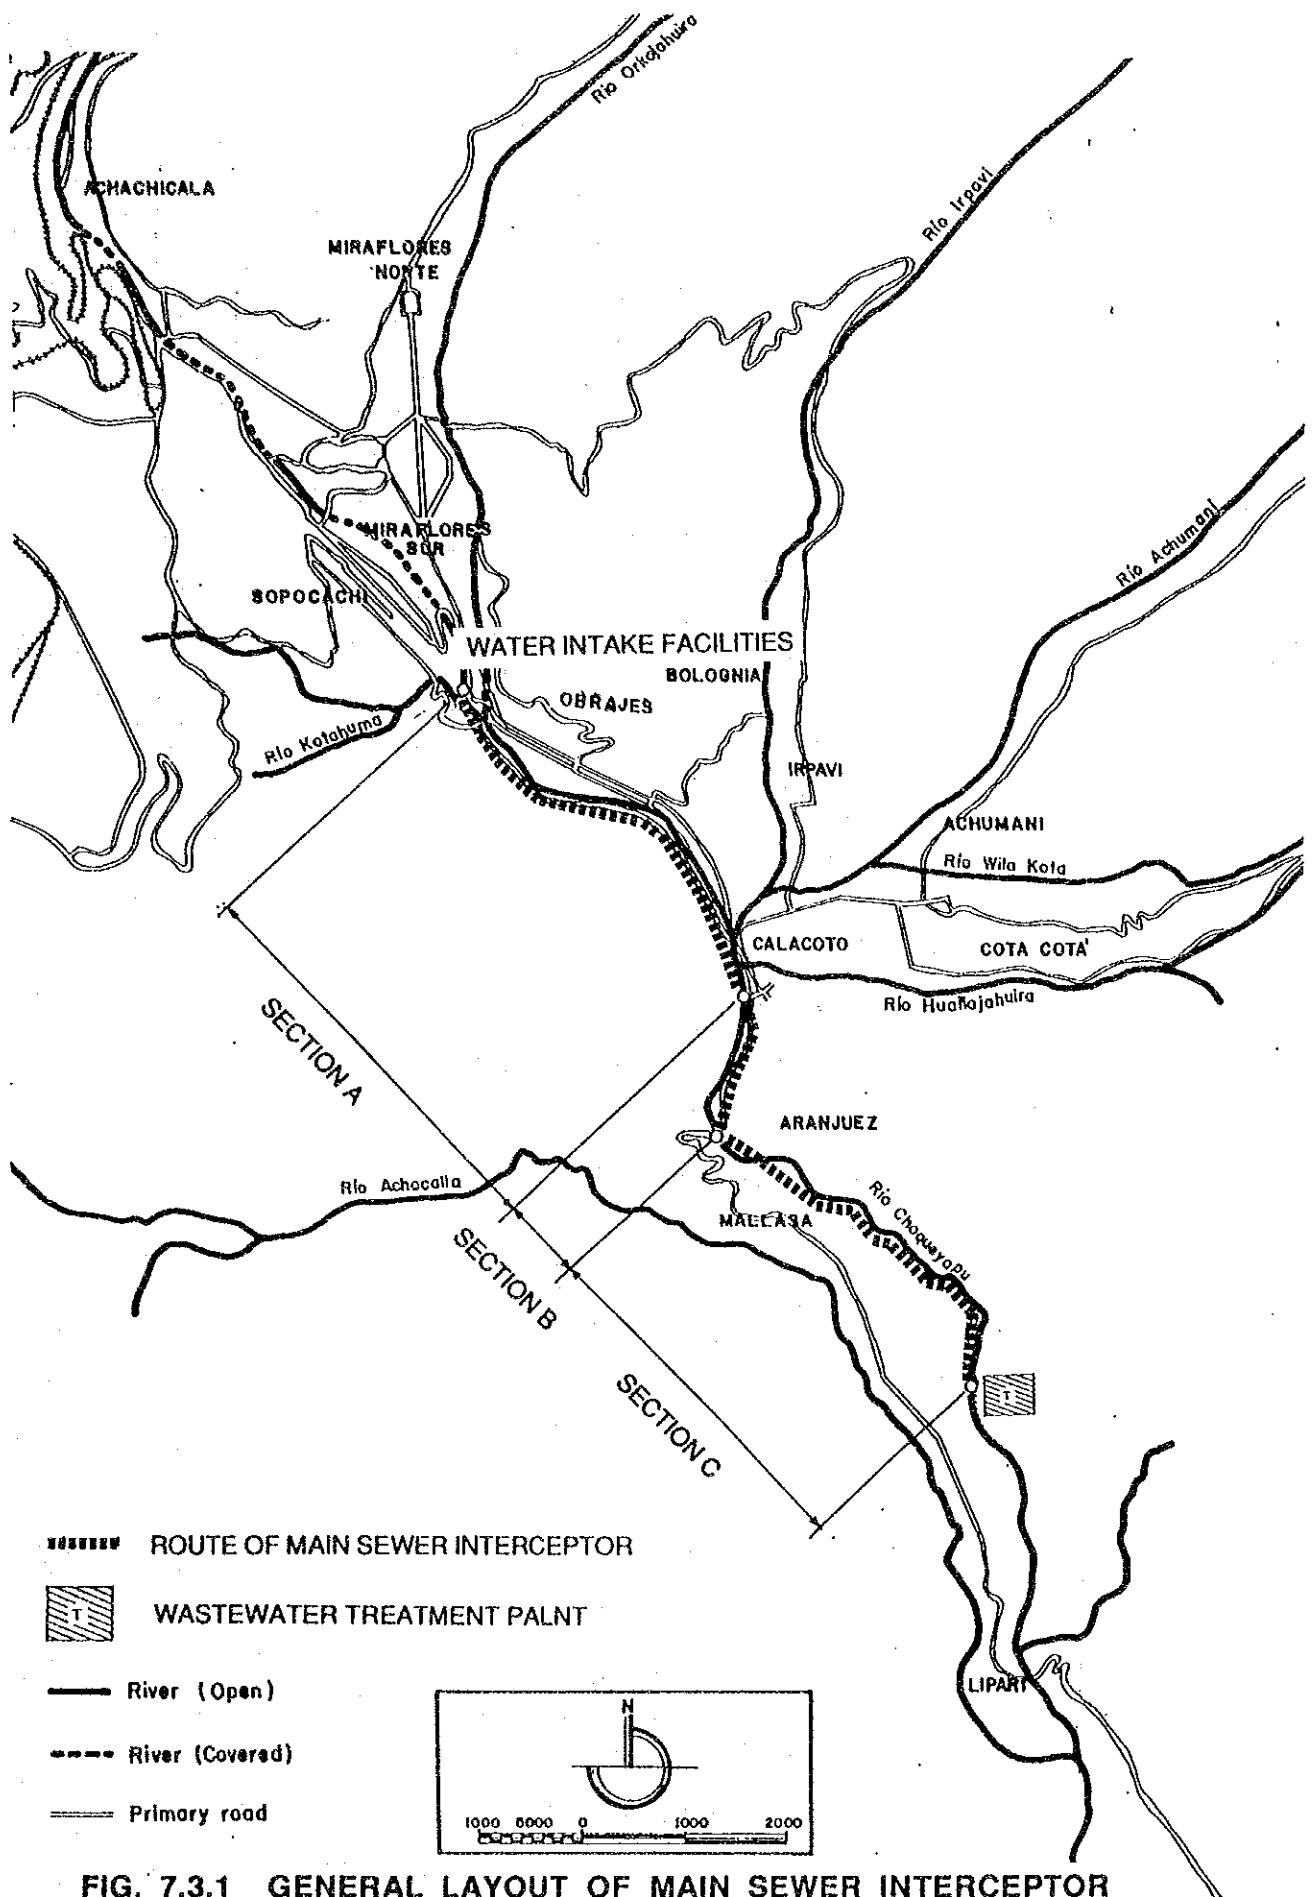 Río Orkojahuira
ACHACHICALA
Río Irpavi
MIRAFLORES
NONTE
Río Achumani
MIRAFLORES
SUR
SOPOCACHI
WATER INTAKE FACILITIES
BOLOGNIA
OBRAJES
Río Kotahuma
IRPAVI
ACHUMANI
Río Wila Kota
CALACOTO
COTA COTA'
Río Huañajahuira
SECTION A
ARANJUEZ
Río Achocalla
Río Choquayapu
MALLASA
SECTION B
SECTION C
T
ROUTE OF MAIN SEWER INTERCEPTOR
T
WASTEWATER TREATMENT PALNT
River (Open)
LIPARI
N
River (Covered)
Primary road
1000 5000 0 1000 2000
FIG. 7.3.1 GENERAL LAYOUT OF MAIN SEWER INTERCEPTOR